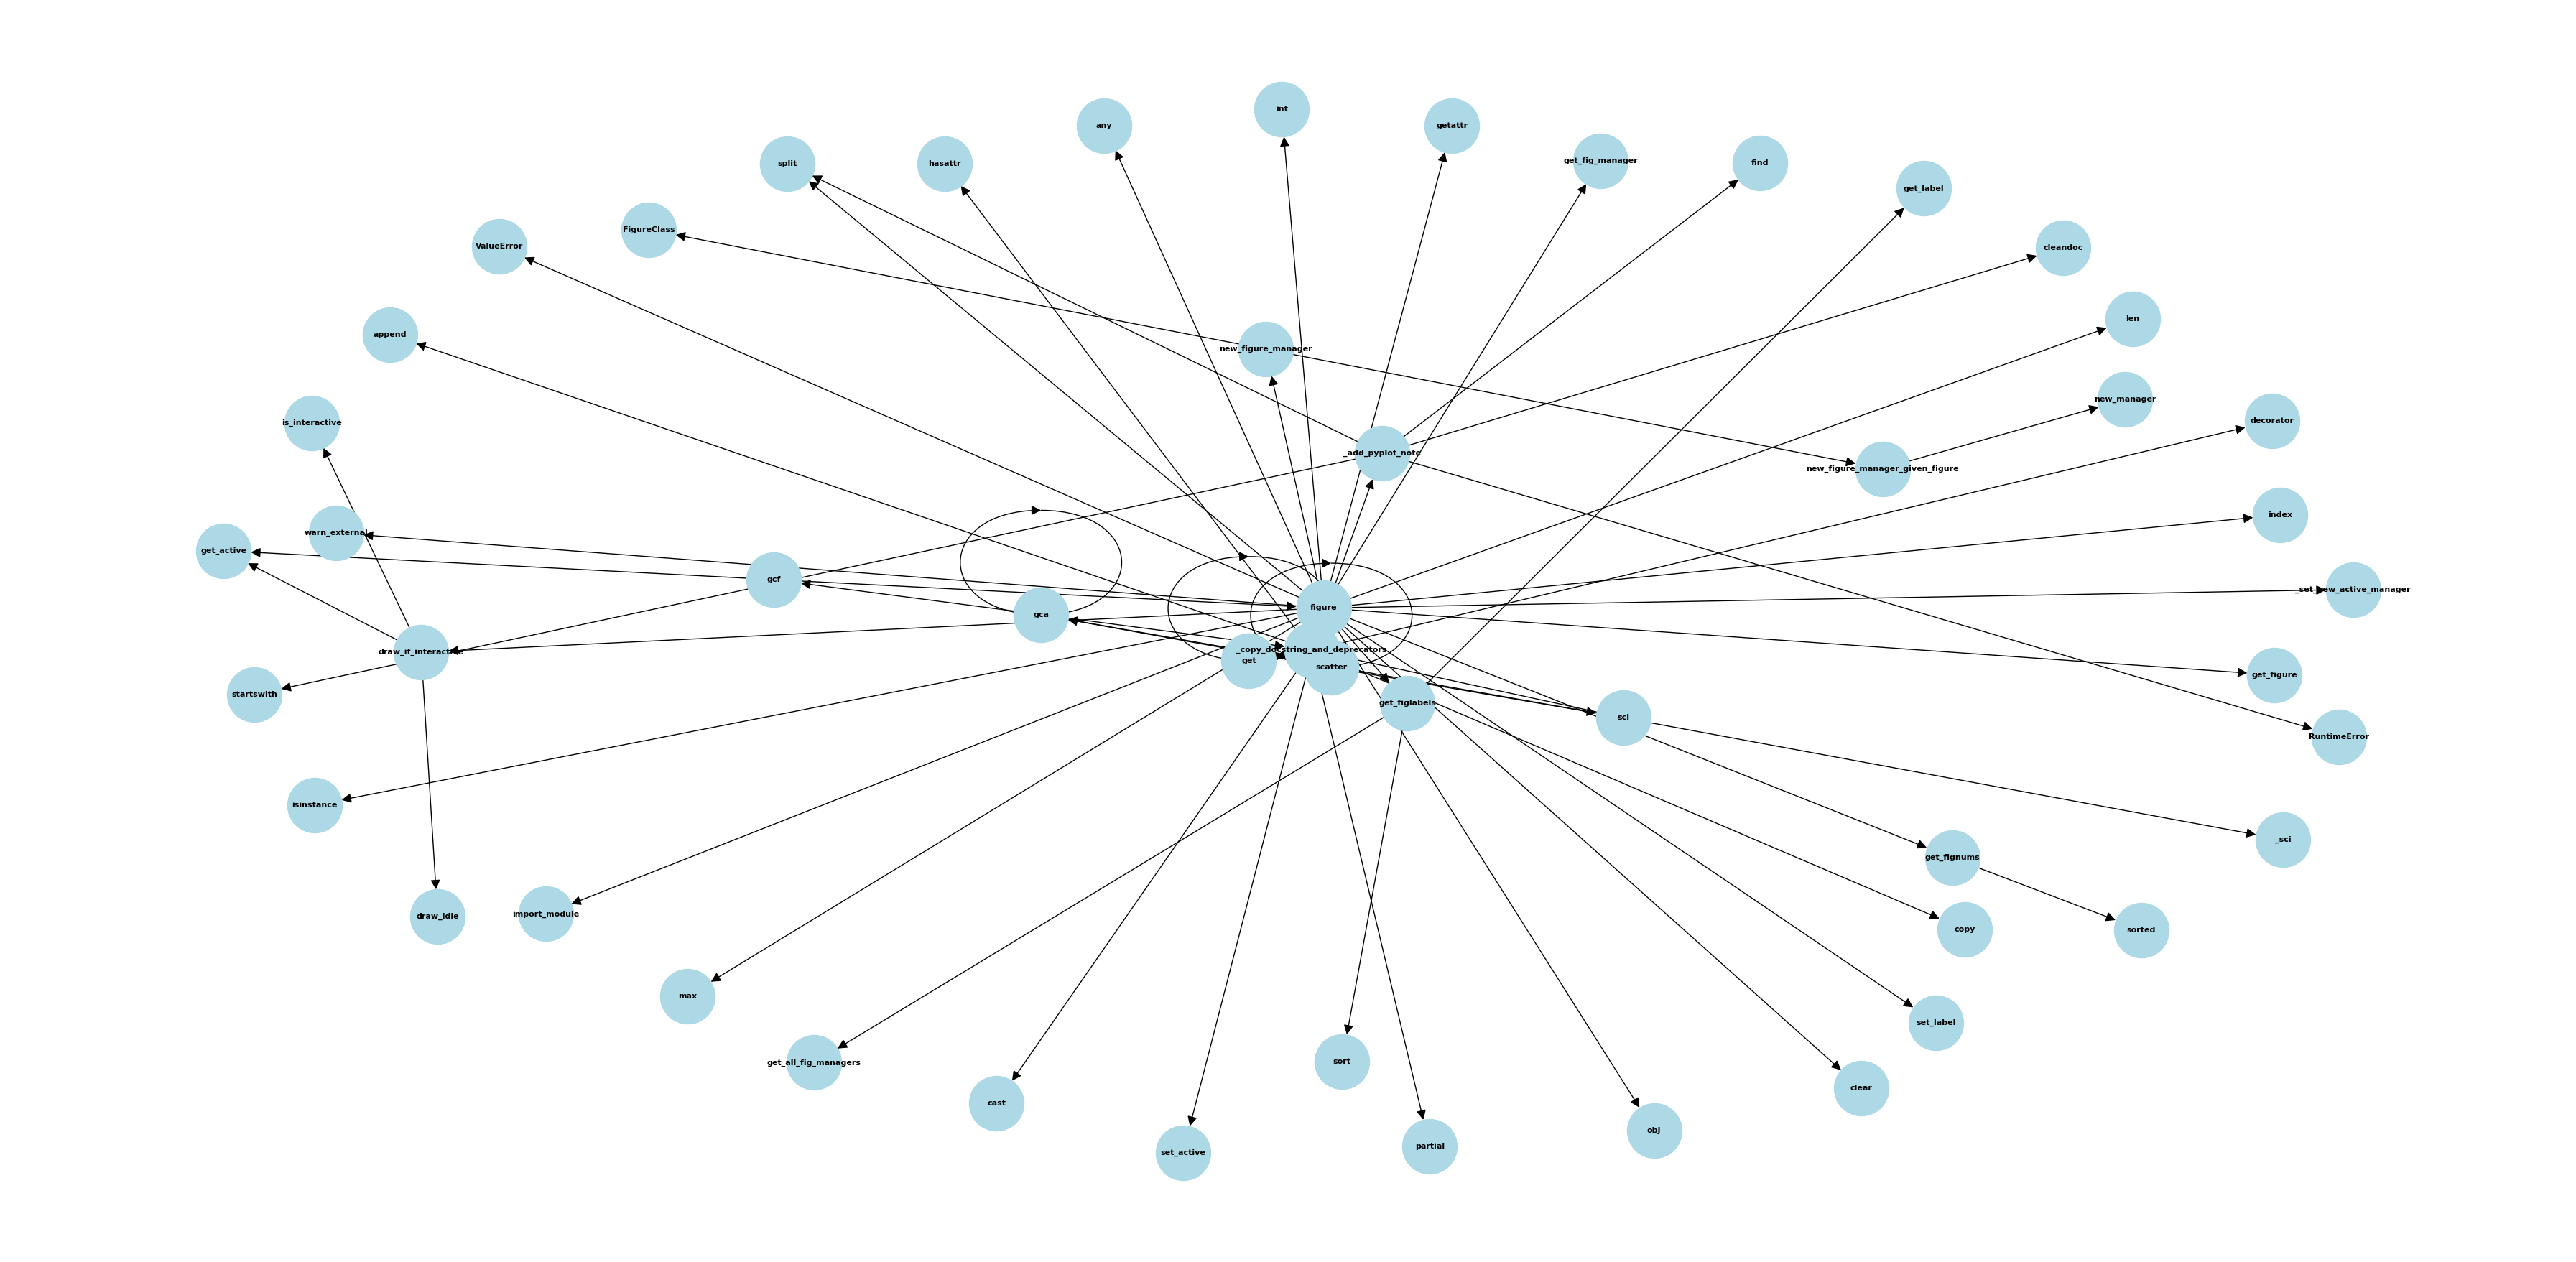 int
any
getattr
get_fig_manager
find
split
hasattr
get_label
FigureClass
ValueError
cleandoc
len
append
new_figure_manager
new_manager
decorator
is_interactive
_add_pyplot_note
new_figure_manager_given_figure
index
warn_external
get_active
gcf
_set_new_active_manager
figure
gca
draw_if_interactive
_copy_docstring_and_deprecators
get
scatter
get_figure
startswith
get_figlabels
sci
RuntimeError
isinstance
_sci
get_fignums
import_module
draw_idle
copy
sorted
max
set_label
get_all_fig_managers
sort
clear
cast
obj
partial
set_active